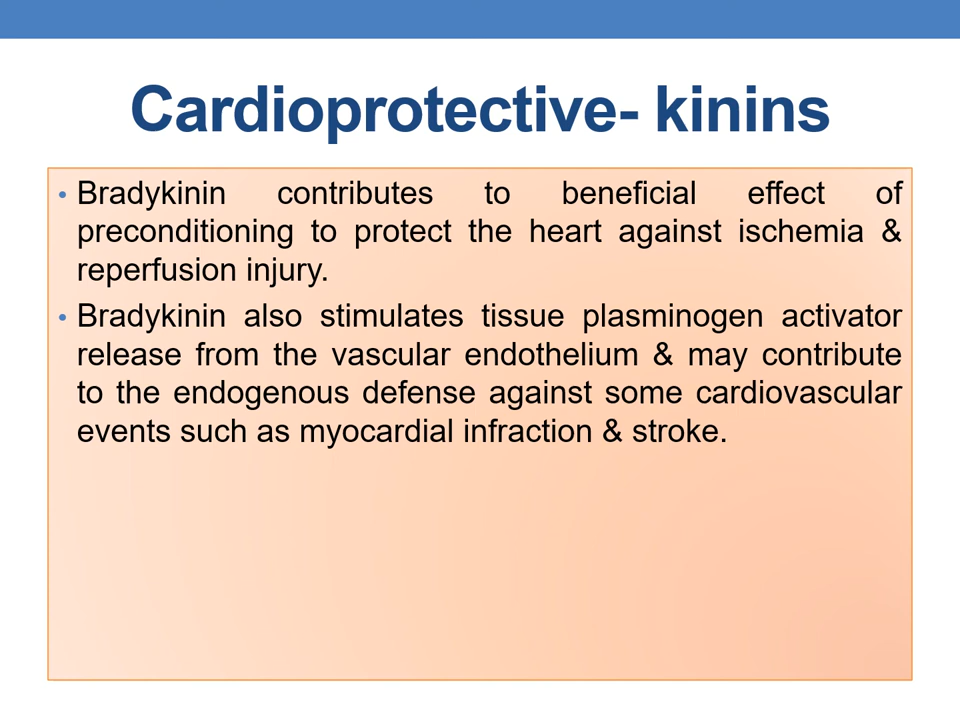 Cardioprotective- kinins
• Bradykinin contributes to beneficial effect of
preconditioning to protect the heart against ischemia &
reperfusion injury.
• Bradykinin also stimulates tissue plasminogen activator
release from the vascular endothelium & may contribute
to the endogenous defense against some cardiovascular
events such as myocardial infraction & stroke.